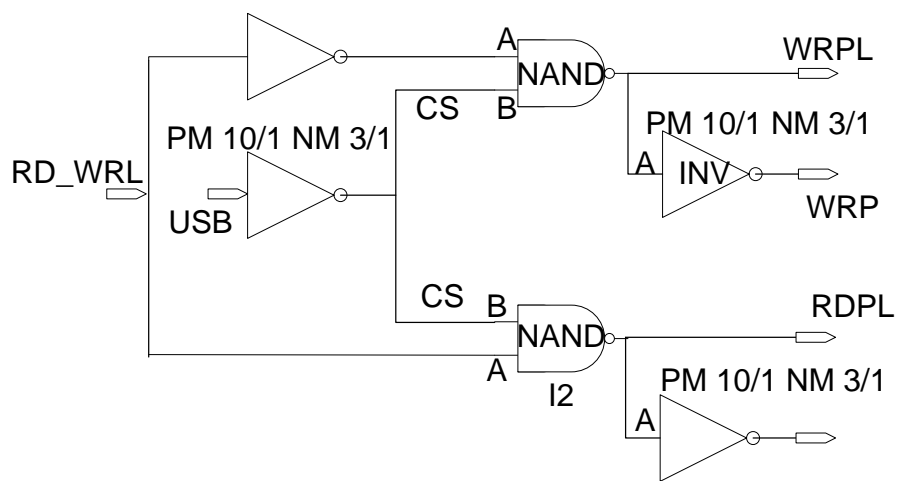 A
NAND
WRPL
CS
B
PM 10/1 NM 3/1
PM 10/1 NM 3/1
RD_WRL
A
INV
USB
WRP
CS
B
NAND
RDPL
A
I2
PM 10/1 NM 3/1
A